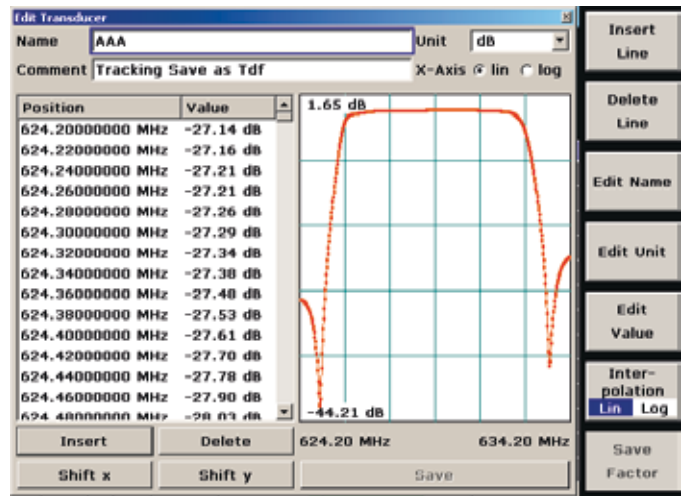 Edit Transducer
Name AAA Unit dB
Comment Tracking Save as Tdf X-Axis lin log
Position Value
624.20000000 MHz -27.14 dB
624.22000000 MHz -27.16 dB
624.24000000 MHz -27.21 dB
624.26000000 MHz -27.21 dB
624.28000000 MHz -27.26 dB
624.30000000 MHz -27.29 dB
624.32000000 MHz -27.34 dB
624.34000000 MHz -27.38 dB
624.36000000 MHz -27.48 dB
624.38000000 MHz -27.53 dB
624.40000000 MHz -27.61 dB
624.42000000 MHz -27.70 dB
624.44000000 MHz -27.78 dB
624.46000000 MHz -27.90 dB
624.48000000 MHz -28.03 dB
1.65 dB
-44.21 dB
624.20 MHz 634.20 MHz
Insert Delete
Shift x Shift y Save
Insert
Line
Delete
Line
Edit Name
Edit Unit
Edit
Value
Inter-
polation
Lin Log
Save
Factor